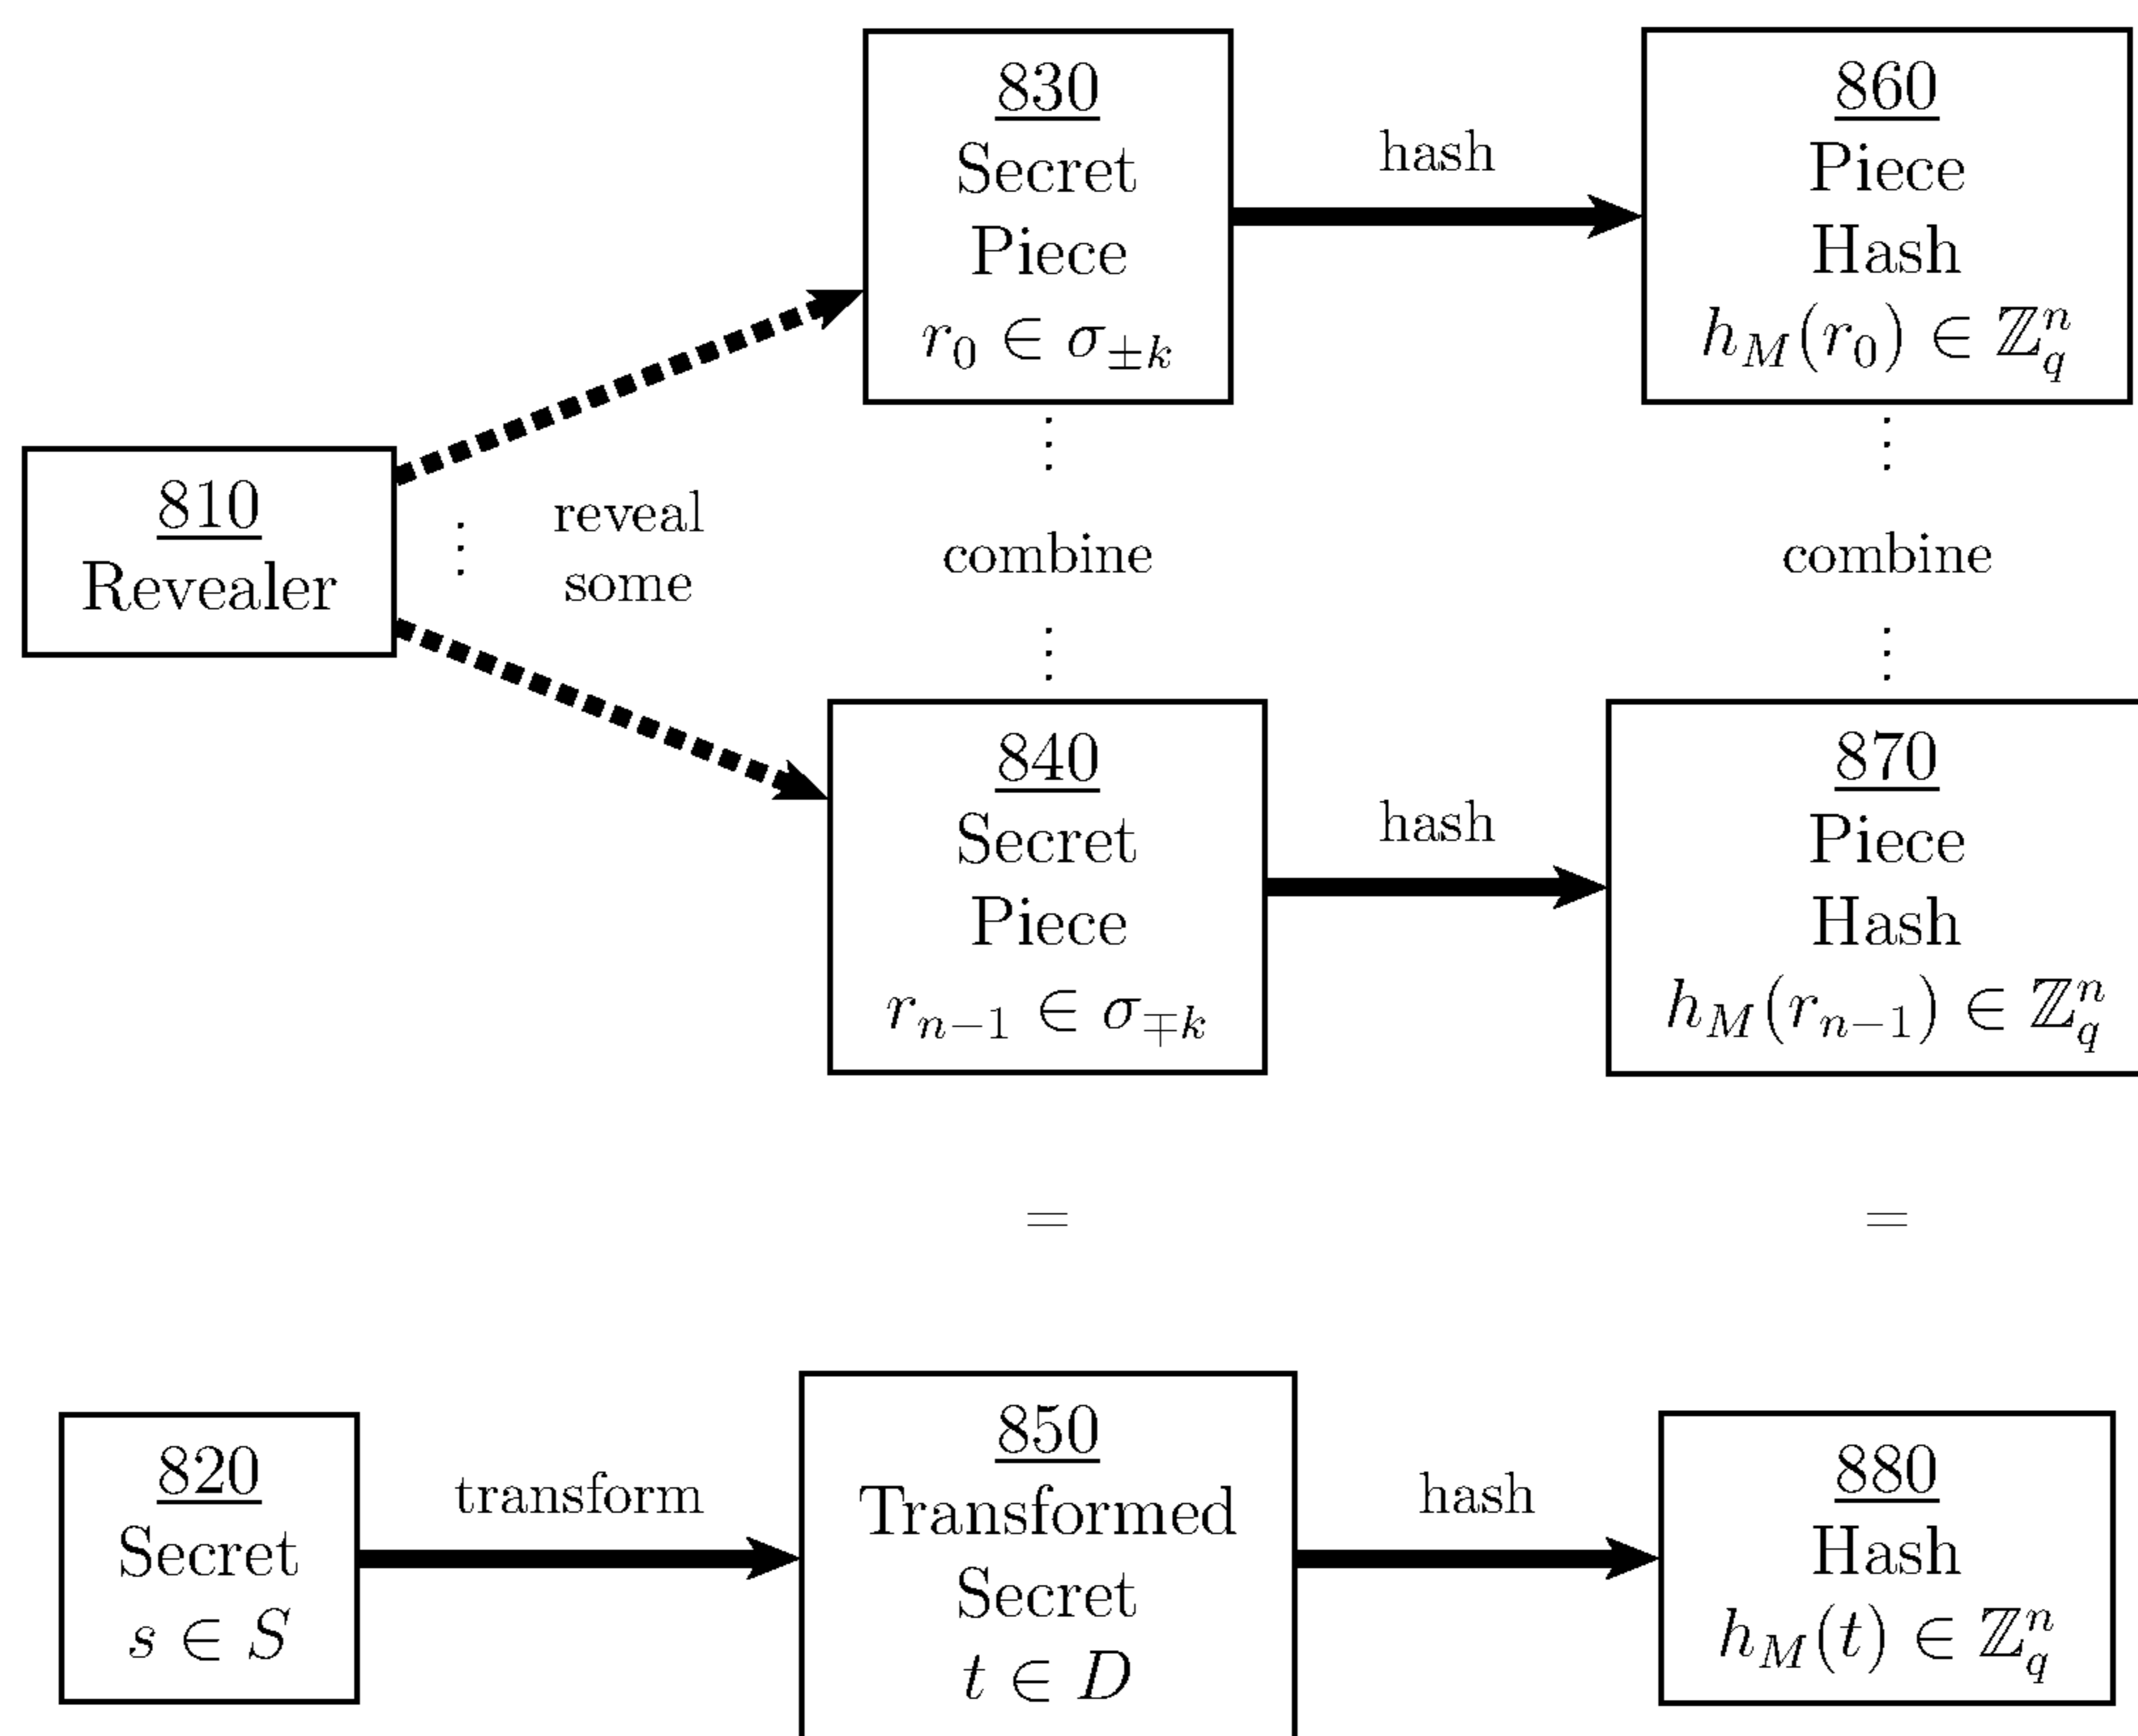 830
Secret
Piece
r₀ ∈ σ±ₖ
hash
860
Piece
Hash
h_M(r₀) ∈ ℤ_q^n
⋮
⋮
810
Revealer
⋮
reveal
some
combine
combine
⋮
⋮
840
Secret
Piece
r_{n−1} ∈ σ_{∓k}
hash
870
Piece
Hash
h_M(r_{n−1}) ∈ ℤ_q^n
=
=
820
Secret
s ∈ S
transform
850
Transformed
Secret
t ∈ D
hash
880
Hash
h_M(t) ∈ ℤ_q^n